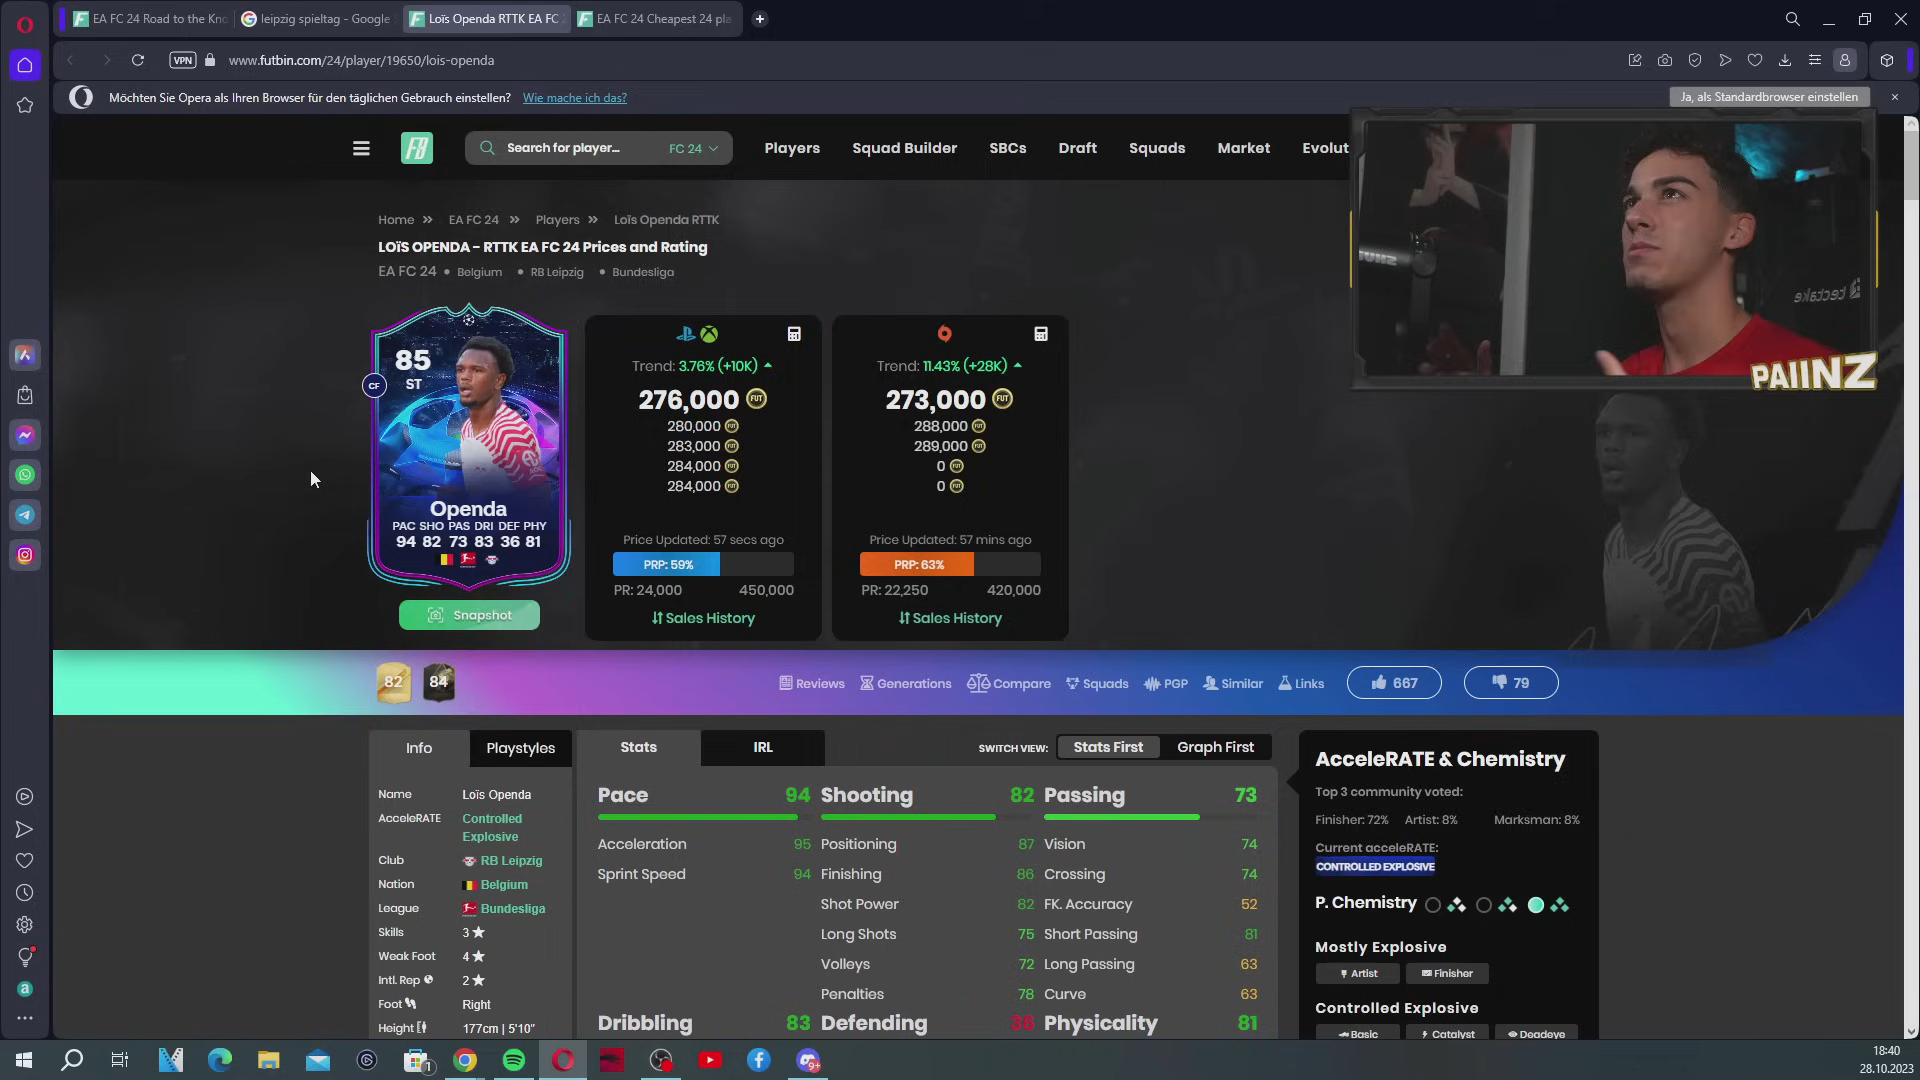 EA FC 24 Road to the Kno
leipzig spieltag - Google
Loïs Openda RTTK EA FC 2
EA FC 24 Cheapest 24 pla
VPN
www.futbin.com/24/player/19650/lois-openda
Möchten Sie Opera als Ihren Browser für den täglichen Gebrauch einstellen? Wie mache ich das?
Ja, als Standardbrowser einstellen
Search for player...
FC 24
Players
Squad Builder
SBCs
Draft
Squads
Market
Evolut
Home » EA FC 24 » Players » Loïs Openda RTTK
LOïS OPENDA - RTTK EA FC 24 Prices and Rating
EA FC 24 • Belgium • RB Leipzig • Bundesliga
85
ST
CF
Openda
PAC SHO PAS DRI DEF PHY
94 82 73 83 36 81
Snapshot
Trend: 3.76% (+10K)
276,000 FUT
280,000
283,000
284,000
284,000
Price Updated: 57 secs ago
PRP: 59%
PR: 24,000 450,000
Sales History
Trend: 11.43% (+28K)
273,000 FUT
288,000
289,000
0
0
Price Updated: 57 mins ago
PRP: 63%
PR: 22,250 420,000
Sales History
tectake
PAIINZ
82
84
Reviews
Generations
Compare
Squads
PGP
Similar
Links
667
79
Info
Playstyles
Name Loïs Openda
AcceleRATE Controlled
Explosive
Club RB Leipzig
Nation Belgium
League Bundesliga
Skills 3
Weak Foot 4
Intl. Rep 2
Foot Right
Height 177cm | 5'10"
Stats
IRL
SWITCH VIEW:
Stats First
Graph First
Pace 94 Shooting 82 Passing 73
Acceleration 95 Positioning 87 Vision 74
Sprint Speed 94 Finishing 86 Crossing 74
Shot Power 82 FK. Accuracy 52
Long Shots 75 Short Passing 81
Volleys 72 Long Passing 63
Penalties 78 Curve 63
Dribbling 83 Defending 36 Physicality 81
AcceleRATE & Chemistry
Top 3 community voted:
Finisher: 72% Artist: 8% Marksman: 8%
Current acceleRATE:
CONTROLLED EXPLOSIVE
P. Chemistry
Mostly Explosive
Artist
Finisher
Controlled Explosive
Basic
Catalyst
Deadeye
1
9+
18:40
28.10.2023